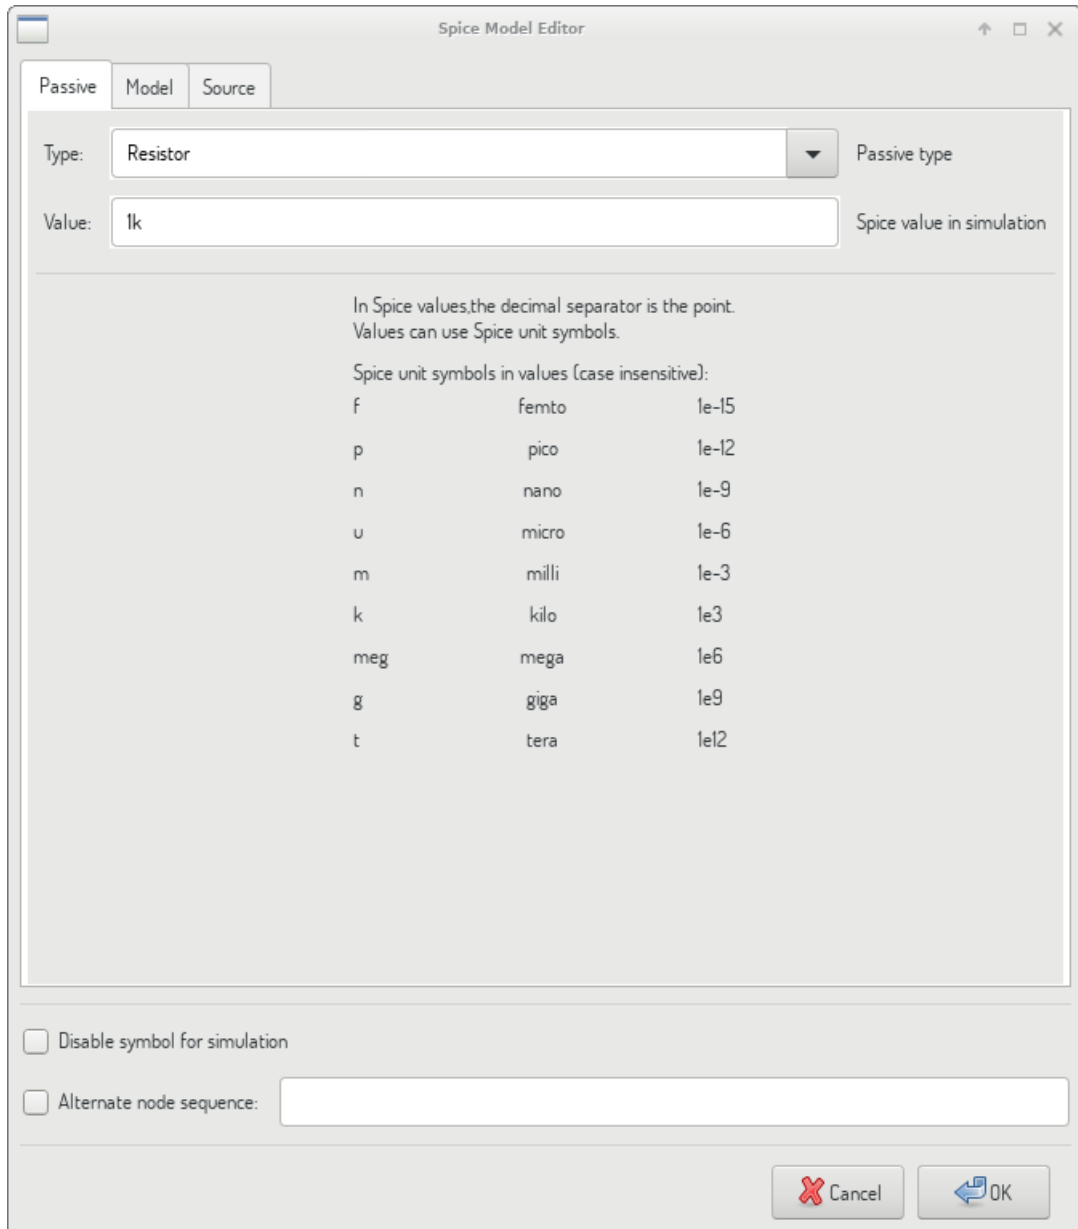 Spice Model Editor
Passive Model Source
Type: Resistor Passive type
Value: 1k Spice value in simulation
In Spice values,the decimal separator is the point.
Values can use Spice unit symbols.
Spice unit symbols in values (case insensitive):
f femto 1e-15
p pico 1e-12
n nano 1e-9
u micro 1e-6
m milli 1e-3
k kilo 1e3
meg mega 1e6
g giga 1e9
t tera 1e12
Disable symbol for simulation
Alternate node sequence:
Cancel OK